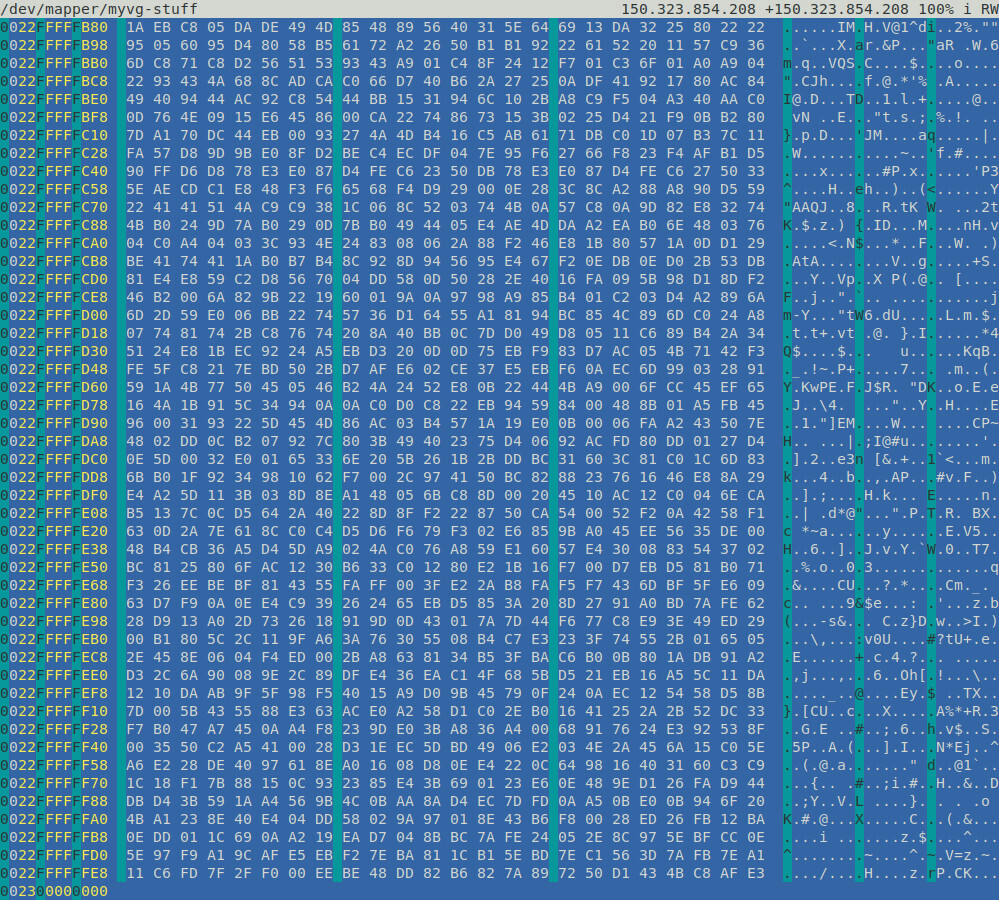 /dev/mapper/myvg-stuff 150.323.854.208 +150.323.854.208 100% i RW
0022FFFFFB80 1A EB C8 05 DA DE 49 4D 85 48 89 56 40 31 5E 64 69 13 DA 32 25 80 22 22 ......IM.H.V@1^di..2%.""
0022FFFFFB98 95 05 60 95 D4 80 58 B5 61 72 A2 26 50 B1 B1 92 22 61 52 20 11 57 C9 36 ..`...X.ar.&P..."aR .W.6
0022FFFFFBB0 6D C8 71 C8 D2 56 51 53 93 43 A9 01 C4 8F 24 12 F7 01 C3 6F 01 A0 A9 04 m.q..VQS.C....$....o....
0022FFFFFBC8 22 93 43 4A 68 8C AD CA C0 66 D7 40 B6 2A 27 25 0A DF 41 92 17 80 AC 84 ".CJh....f.@.*'%..A.....
0022FFFFFBE0 49 40 94 44 AC 92 C8 54 44 BB 15 31 94 6C 10 2B A8 C9 F5 04 A3 40 AA C0 I@.D...TD..1.l.+.....@..
0022FFFFFBF8 0D 76 4E 09 15 E6 45 86 00 CA 22 74 86 73 15 3B 02 25 D4 21 F9 0B B2 80 .vN...E..."t.s.;.%.!....
0022FFFFFC10 7D A1 70 DC 44 EB 00 93 27 4A 4D B4 16 C5 AB 61 71 DB C0 1D 07 B3 7C 11 }.p.D...'JM....aq.....|.
0022FFFFFC28 FA 57 D8 9D 9B E0 8F D2 BE C4 EC DF 04 7E 95 F6 27 66 F8 23 F4 AF B1 D5 .W...........~..'f.#....
0022FFFFFC40 90 FF D6 D8 78 E3 E0 87 D4 FE C6 23 50 DB 78 E3 E0 87 D4 FE C6 27 50 33 ....x......#P.x......'P3
0022FFFFFC58 5E AE CD C1 E8 48 F3 F6 65 68 F4 D9 29 00 0E 28 3C 8C A2 88 A8 90 D5 59 ^....H..eh..)..(<......Y
0022FFFFFC70 22 41 41 51 4A C9 C9 38 1C 06 8C 52 03 74 4B 0A 57 C8 0A 9D 82 E8 32 74 "AAQJ..8...R.tK.W.....2t
0022FFFFFC88 4B B0 24 9D 7A B0 29 0D 7B B0 49 44 05 E4 AE 4D DA A2 EA B0 6E 48 03 76 K.$.z.).{.ID...M....nH.v
0022FFFFFCA0 04 C0 A4 04 03 3C 93 4E 24 83 08 06 2A 88 F2 46 E8 1B 80 57 1A 0D D1 29 .....<.N$...*..F...W...)
0022FFFFFCB8 BE 41 74 41 1A B0 B7 B4 8C 92 8D 94 56 95 E4 67 F2 0E DB 0E D0 2B 53 DB .AtA........V..g.....+S.
0022FFFFFCD0 81 E4 E8 59 C2 D8 56 70 04 DD 58 0D 50 28 2E 40 16 FA 09 5B 98 D1 8D F2 ...Y..Vp..X.P(.@...[....
0022FFFFFCE8 46 B2 00 6A 82 9B 22 19 60 01 9A 0A 97 98 A9 85 B4 01 C2 03 D4 A2 89 6A F..j..".`..............j
0022FFFFFD00 6D 2D 59 E0 06 BB 22 74 57 36 D1 64 55 A1 81 94 BC 85 4C 89 6D C0 24 A8 m-Y..."tW6.dU.....L.m.$.
0022FFFFFD18 07 74 81 74 2B C8 76 74 20 8A 40 BB 0C 7D D0 49 D8 05 11 C6 89 B4 2A 34 .t.t+.vt .@..}.I......*4
0022FFFFFD30 51 24 E8 1B EC 92 24 A5 EB D3 20 0D 0D 75 EB F9 83 D7 AC 05 4B 71 42 F3 Q$....$... ..u......KqB.
0022FFFFFD48 FE 5F C8 21 7E BD 50 2B D7 AF E6 02 CE 37 E5 EB F6 0A EC 6D 99 03 28 91 ._.!~.P+.....7.....m..(.
0022FFFFFD60 59 1A 4B 77 50 45 05 46 B2 4A 24 52 E8 0B 22 44 4B A9 00 6F CC 45 EF 65 Y.KwPE.F.J$R.."DK..o.E.e
0022FFFFFD78 16 4A 1B 91 5C 34 94 0A 0A C0 D0 C8 22 EB 94 59 84 00 48 8B 01 A5 FB 45 .J..\4......"..Y..H....E
0022FFFFFD90 96 00 31 93 22 5D 45 4D 86 AC 03 B4 57 1A 19 E0 0B 00 06 FA A2 43 50 7E ..1."]EM....W........CP~
0022FFFFFDA8 48 02 DD 0C B2 07 92 7C 80 3B 49 40 23 75 D4 06 92 AC FD 80 DD 01 27 D4 H......|.;I@#u........'.
0022FFFFFDC0 0E 5D 00 32 E0 01 65 33 6E 20 5B 26 1B 2B DD BC 31 60 3C 81 C0 1C 6D 83 .].2..e3n [&.+..1`<...m.
0022FFFFFDD8 6B B0 1F 92 34 98 10 62 FC 00 2C 97 41 50 BC 82 88 23 76 16 46 E8 8A 29 k...4..b..,.AP...#v.F..)
0022FFFFFDF0 E4 A2 5D 11 3B 03 8D 8E A1 48 05 6B C8 8D 00 20 45 10 AC 12 C0 04 6E CA ..].;....H.k... E.....n.
0022FFFFFE08 B5 13 7C 0C D5 64 2A 40 22 8D 8F F2 22 87 50 CA 54 00 52 F2 0A 42 58 F1 ..|..d*@"...".P.T.R..BX.
0022FFFFFE20 63 0D 2A 7E 61 8C C0 C4 D5 D6 F6 79 F3 02 E6 85 9B A0 45 EE 56 35 DE 00 c.*~a......y......E.V5..
0022FFFFFE38 48 B4 CB 36 A5 D4 5D A9 02 4A C0 76 A8 59 E1 60 57 E4 30 08 83 54 37 02 H..6..]..J.v.Y.`W.0..T7.
0022FFFFFE50 BC 81 25 80 6F AC 12 30 B6 33 C0 12 80 E2 1B 16 F7 00 D7 EB D5 81 B0 71 ..%.o..0.3.............q
0022FFFFFE68 F3 26 EE BE BF 81 43 55 FA FF 00 3F E2 2A B8 FA F5 F7 43 6D BF 5F E6 09 .&....CU...?.*....Cm._..
0022FFFFFE80 63 D7 F9 0A 0E E4 C9 39 26 24 65 EB D5 85 3A 20 8D 27 91 A0 BD 7A FE 62 c......9&$e...: .'...z.b
0022FFFFFE98 28 D9 13 A0 2D 73 26 18 91 9D 0D 43 01 7A 7D 44 F6 77 C8 E9 3E 49 ED 29 (...-s&....C.z}D.w..>I.)
0022FFFFFEB0 00 B1 80 5C 2C 11 9F A6 3A 76 30 55 08 B4 C7 E3 23 3F 74 55 2B 01 65 05 ...\,...:v0U....#?tU+.e.
0022FFFFFEC8 2E 45 8E 06 04 F4 ED 00 2B A8 63 81 34 B5 3F BA C6 B0 0B 80 1A DB 91 A2 .E......+.c.4.?.........
0022FFFFFEE0 D3 2C 6A 90 08 9E 2C 89 DF E4 36 EA C1 4F 68 5B D5 21 EB 16 A5 5C 11 DA .,j...,...6..Oh[.!...\..
0022FFFFFEF8 12 10 DA AB 9F 5F 98 F5 40 15 A9 D0 9B 45 79 0F 24 0A EC 12 54 58 D5 8B ....._..@....Ey.$...TX..
0022FFFFFF10 7D 00 5B 43 55 88 E3 63 AC E0 A2 58 D1 C0 2E B0 16 41 25 2A 2B 52 DC 33 }.[CU..c...X.....A%*+R.3
0022FFFFFF28 F7 B0 47 A7 45 0A A4 F8 23 9D E6 3B A8 36 A4 00 68 91 76 24 E3 92 53 8F ..G.E...#..;.6..h.v$..S.
0022FFFFFF40 00 35 50 C2 A5 41 00 28 D3 1E EC 5D BD 49 06 E2 03 4E 2A 45 6A 15 C0 5E .5P..A.(...].I...N*Ej..^
0022FFFFFF58 A6 E2 28 DE 40 97 61 8E A0 16 08 D8 0E E4 22 0C 64 98 16 40 31 60 C3 C9 ..(.@.a.......".d..@1`..
0022FFFFFF70 1C 18 F1 7B 88 15 0C 93 23 85 E4 3B 69 01 23 E6 0E 48 9E D1 26 FA D9 44 ...{....#..;i.#..H..&..D
0022FFFFFF88 DB D4 3B 59 1A A4 56 9B 4C 0B AA 8A D4 EC 7D FD 0A A5 0B E0 0B 94 6F 20 ..;Y..V.L.....}.......o
0022FFFFFFA0 4B A1 23 8E 40 E4 04 DD 58 02 9A 97 01 8E 43 B6 F8 00 28 ED 26 FB 12 BA K.#.@...X.....C...(.&...
0022FFFFFFB8 0E DD 01 1C 69 0A A2 19 EA D7 04 8B BC 7A FE 24 05 2E 8C 97 5E BF CC 0E ....i........z.$....^...
0022FFFFFFD0 5E 97 F9 A1 9C AF E5 EB F2 7E BA 81 1C B1 5E BD 7E C1 56 3D 7A FB 7E A1 ^........~....^.~.V=z.~.
0022FFFFFFE8 11 C6 FD 7F 2F F0 00 EE BE 48 DD 82 B6 82 7A 89 72 50 D1 43 4B C8 AF E3 ..../....H....z.rP.CK...
002300000000